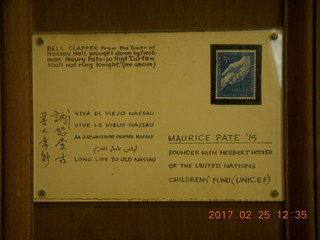 BELL CLAPPER from the Tower of
Nassau Hall, brought down by Fresh-
man Maury Pate - so that Curfew
shall not ring tonight. (see above)
VIVA EL VIEJO NASSAU
VIVE LE VIEUX NASSAU
LONG LIFE TO OLD NASSAU
MAURICE PATE '15
FOUNDER WITH HERBERT HOOVER
OF THE UNITED NATIONS
CHILDRENS' FUND (UNICEF)
2017.02.25 12:35